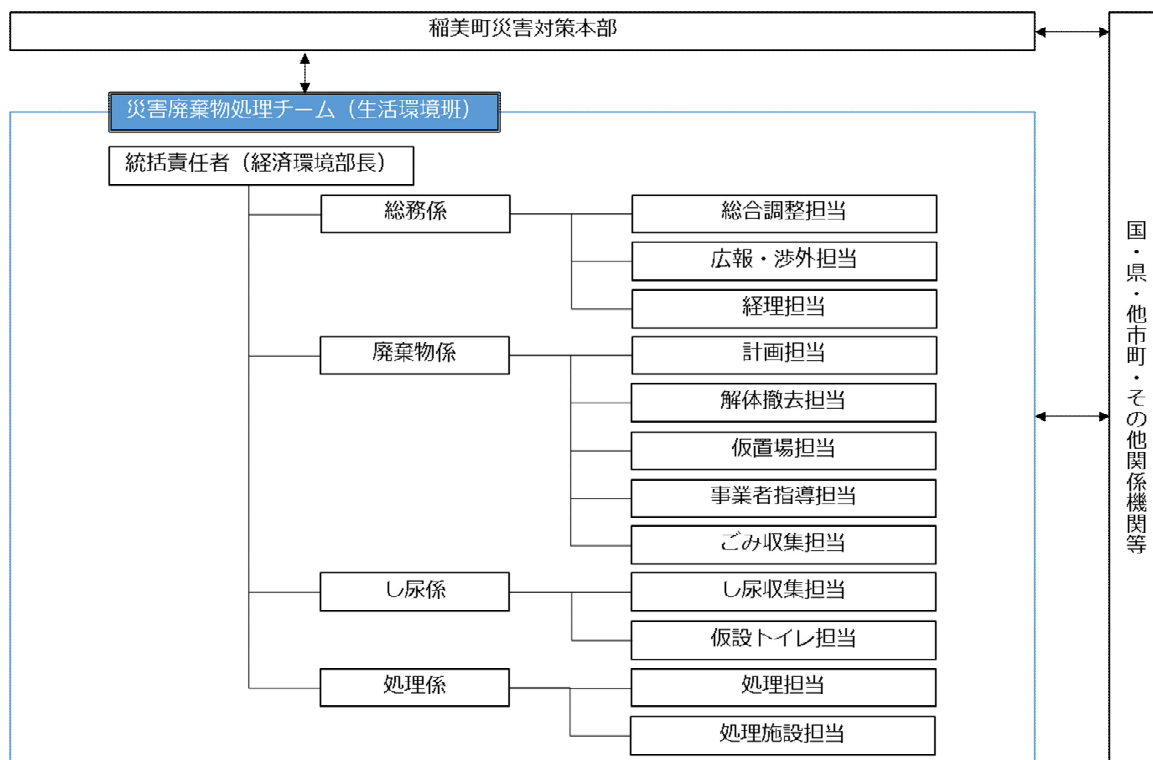 稲美町災害対策本部
災害廃棄物処理チーム（生活環境班）
統括責任者（経済環境部長）
総務係
総合調整担当
広報・渉外担当
経理担当
廃棄物係
計画担当
解体撤去担当
仮置場担当
事業者指導担当
ごみ収集担当
し尿係
し尿収集担当
仮設トイレ担当
処理係
処理担当
処理施設担当
国・県・他市町・その他関係機関等